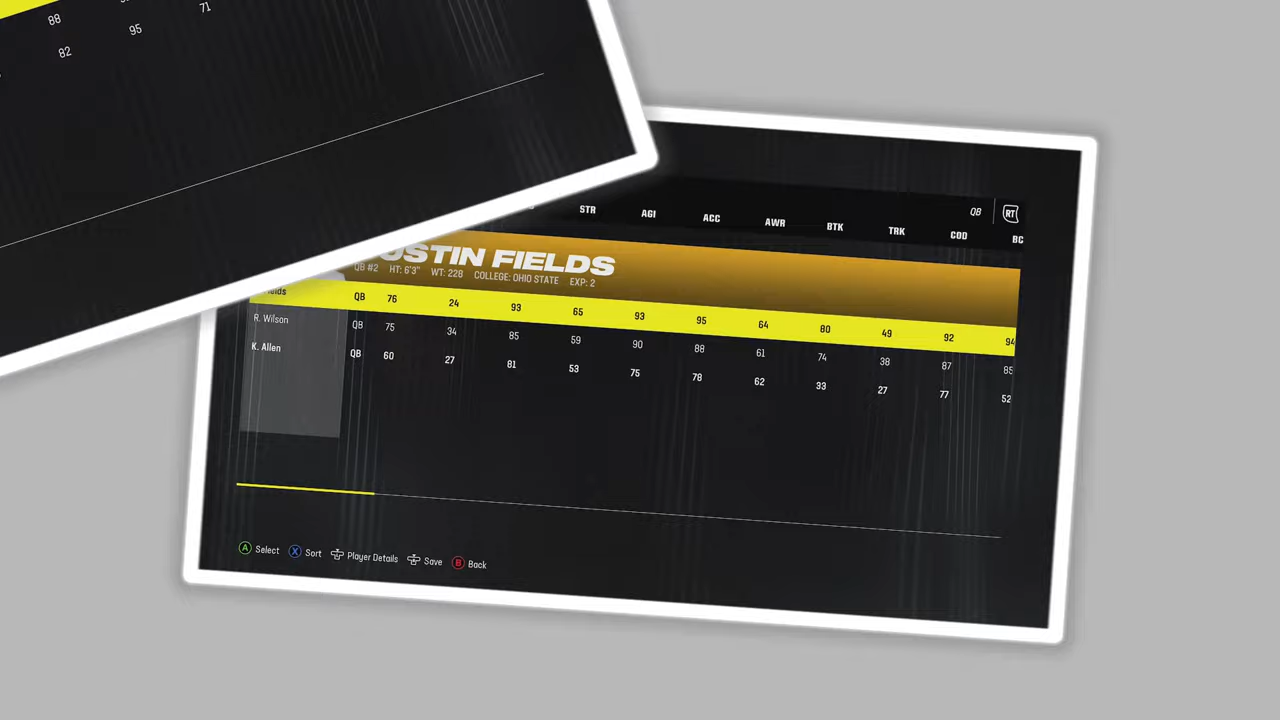 88
71
82 95
STR AGI ACC AWR BTK TRK COD BC QB RT
USTIN FIELDS
QB #2 HT: 6'3" WT: 228 COLLEGE: OHIO STATE EXP: 2
QB 76 24 93 65 93 95 64 80 49 92 94
R. Wilson QB 75 34 85 59 90 88 61 74 38 87 85
K. Allen QB 60 27 81 53 75 78 62 33 27 77 52
A Select X Sort Player Details Save B Back